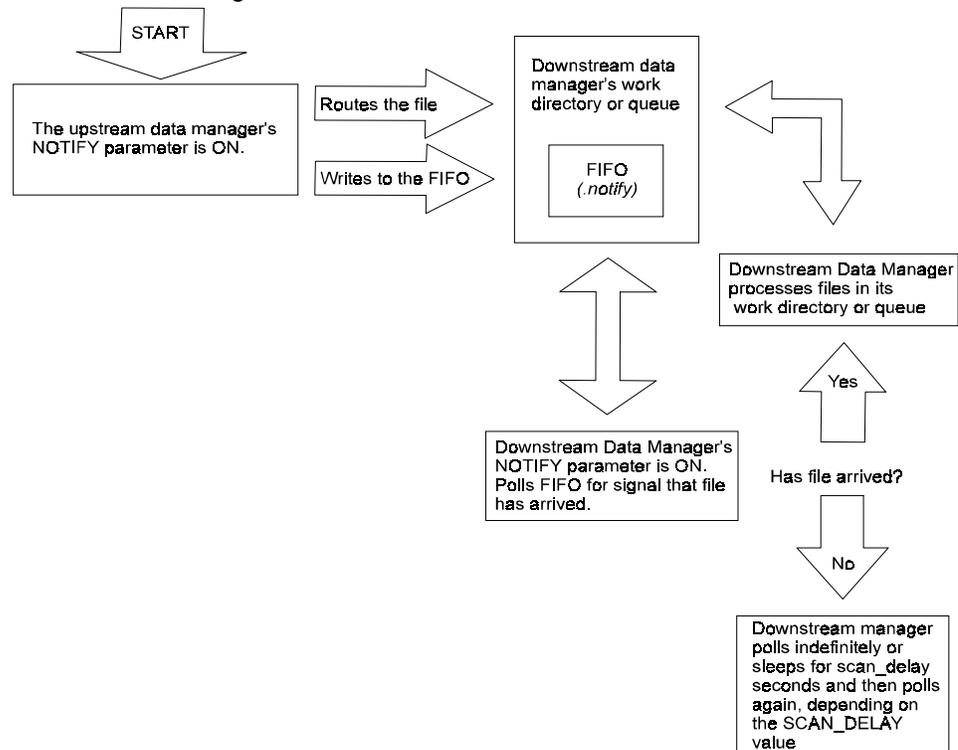 START
The upstream data manager's
NOTIFY parameter is ON.
Routes the file
Writes to the FIFO
Downstream data
manager's work
directory or queue
FIFO
(.notify)
Downstream Data Manager
processes files in its
work directory or queue
Yes
Downstream Data Manager's
NOTIFY parameter is ON.
Polls FIFO for signal that file
has arrived.
Has file arrived?
No
Downstream manager
polls indefinitely or
sleeps for scan_delay
seconds and then polls
again, depending on
the SCAN_DELAY
value